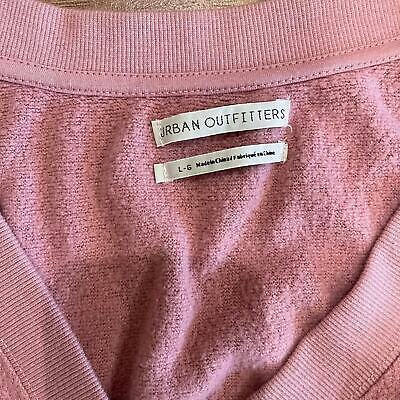 URBAN OUTFITTERS
L-G Made in China / Fabriqué en Chine